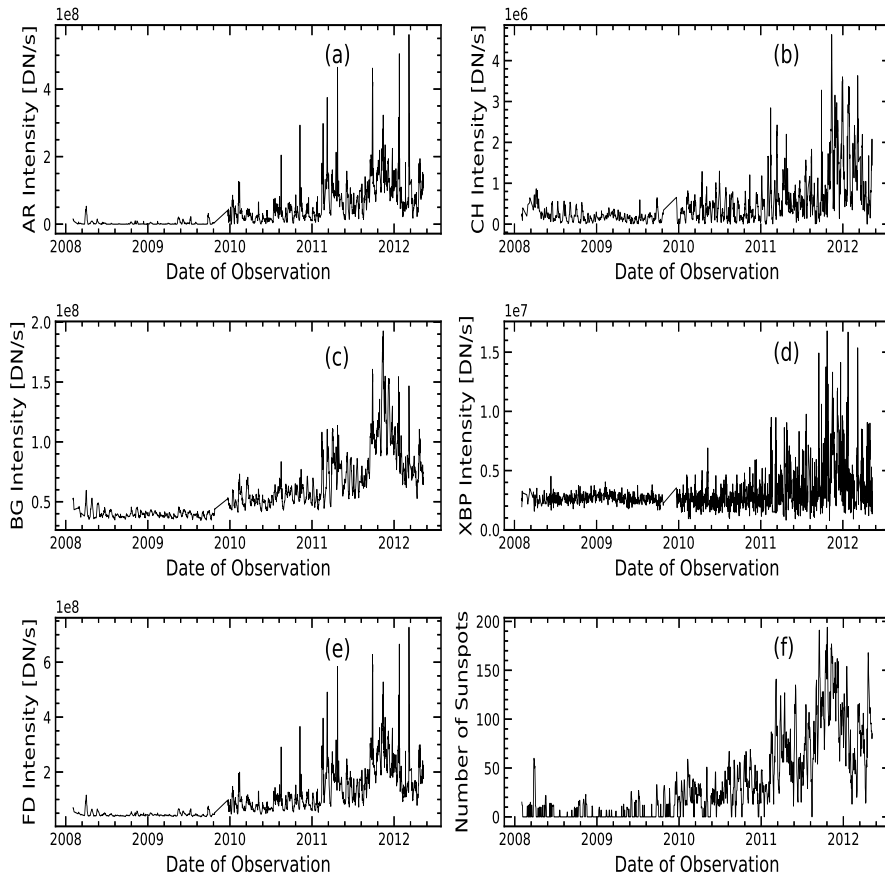 1e8
(a)
AR Intensity [DN/s]
4
2
0
2008 2009 2010 2011 2012
Date of Observation
1e6
(b)
CH Intensity [DN/s]
4
3
2
1
0
2008 2009 2010 2011 2012
Date of Observation
1e8
(c)
BG Intensity [DN/s]
2.0
1.5
1.0
0.5
2008 2009 2010 2011 2012
Date of Observation
1e7
(d)
XBP Intensity [DN/s]
1.5
1.0
0.5
0.0
2008 2009 2010 2011 2012
Date of Observation
1e8
(e)
FD Intensity [DN/s]
6
4
2
2008 2009 2010 2011 2012
Date of Observation
(f)
Number of Sunspots
200
150
100
50
0
2008 2009 2010 2011 2012
Date of Observation